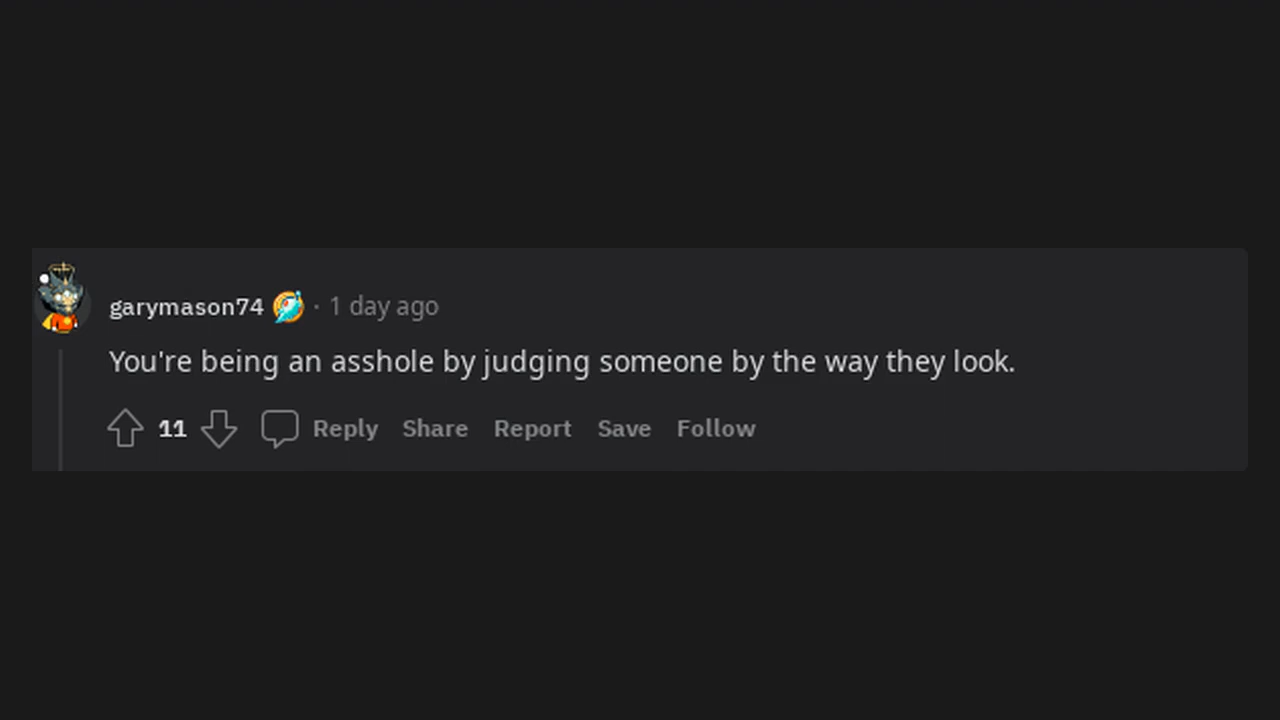 garymason74 · 1 day ago
You're being an asshole by judging someone by the way they look.
11 Reply Share Report Save Follow